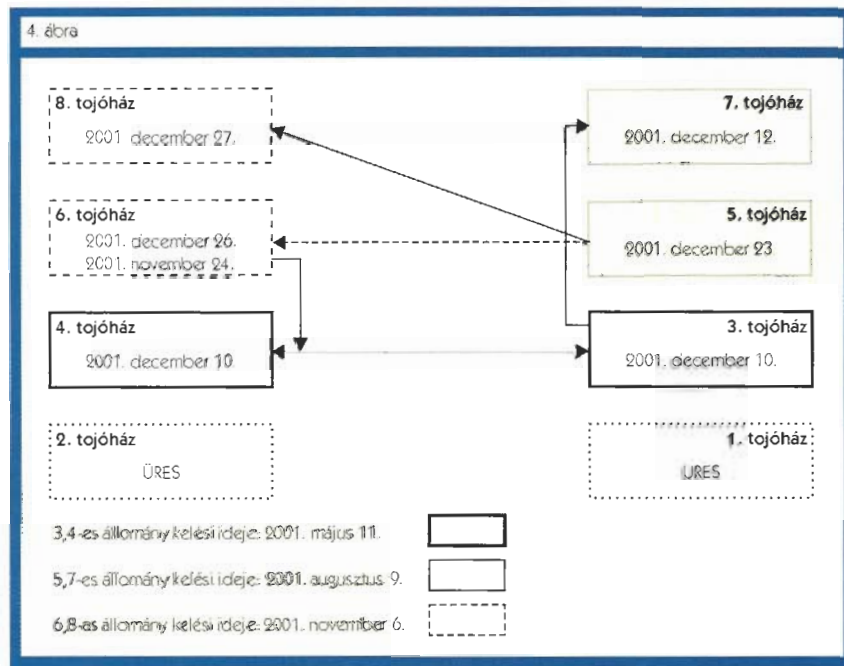 4. ábra
8. tojóház
2001 december 27.
7. tojóház
2001. december 12.
6. tojóház
2001. december 26.
2001. november 24.
5. tojóház
2001. december 23
4. tojóház
2001. december 10.
3. tojóház
2001. december 10.
2. tojóház
ÜRES
1. tojóház
ÜRES
3,4-es állomány kelési ideje: 2001. május 11.
5,7-es állomány kelési ideje: 2001. augusztus 9.
6,8-as állomány kelési ideje: 2001. november 6.